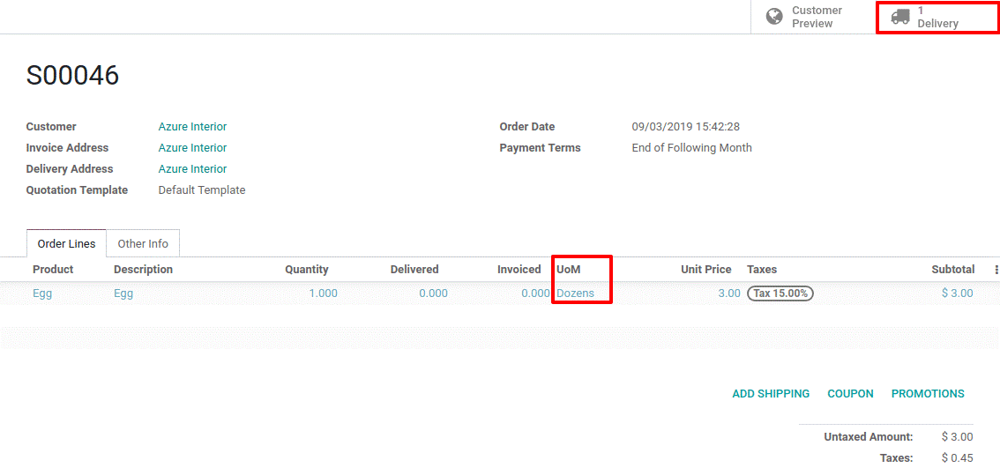 Customer Preview
1 Delivery
S00046
Customer Azure Interior Order Date 09/03/2019 15:42:28
Invoice Address Azure Interior Payment Terms End of Following Month
Delivery Address Azure Interior
Quotation Template Default Template
Order Lines Other Info
Product Description Quantity Delivered Invoiced UoM Unit Price Taxes Subtotal
Egg Egg 1.000 0.000 0.000 Dozens 3.00 Tax 15.00% $ 3.00
ADD SHIPPING COUPON PROMOTIONS
Untaxed Amount: $ 3.00
Taxes: $ 0.45